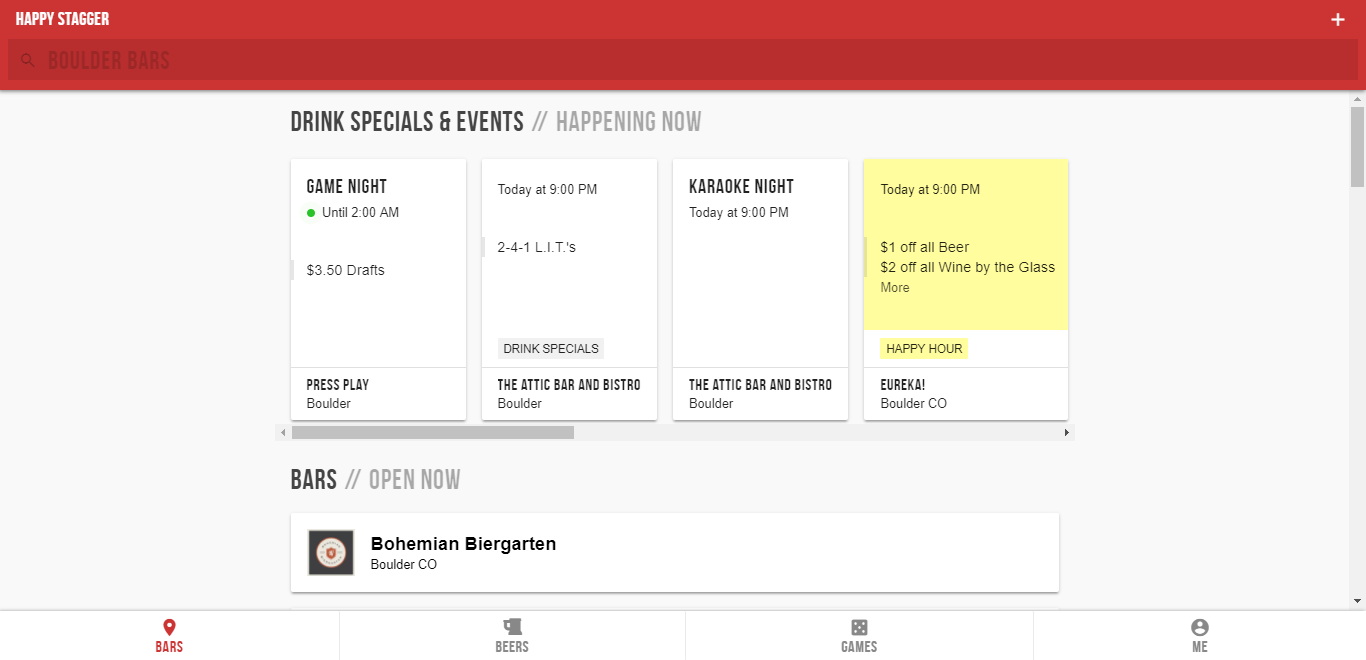 HAPPY STAGGER
BOULDER BARS
DRINK SPECIALS & EVENTS // HAPPENING NOW
GAME NIGHT
Until 2:00 AM
$3.50 Drafts
PRESS PLAY
Boulder
Today at 9:00 PM
2-4-1 L.I.T.'s
DRINK SPECIALS
THE ATTIC BAR AND BISTRO
Boulder
KARAOKE NIGHT
Today at 9:00 PM
THE ATTIC BAR AND BISTRO
Boulder
Today at 9:00 PM
$1 off all Beer
$2 off all Wine by the Glass
More
HAPPY HOUR
EUREKA!
Boulder CO
BARS // OPEN NOW
Bohemian Biergarten
Boulder CO
BARS
BEERS
GAMES
ME